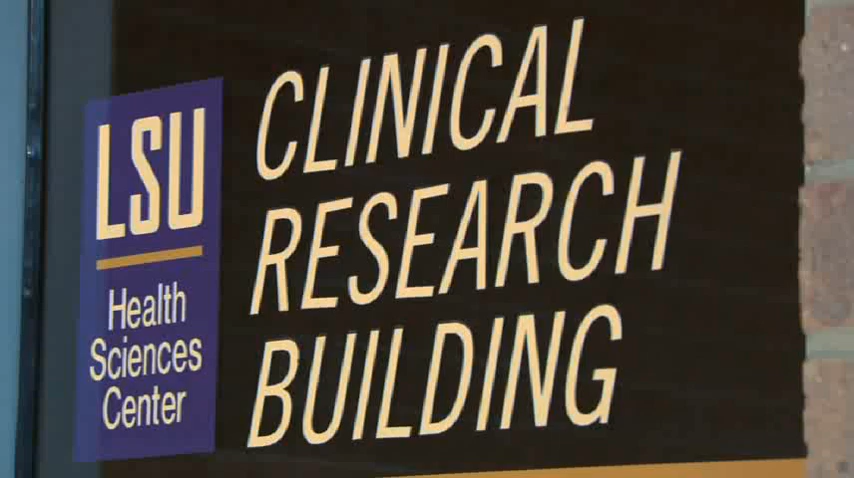 LSU
Health
Sciences
Center
CLINICAL
RESEARCH
BUILDING